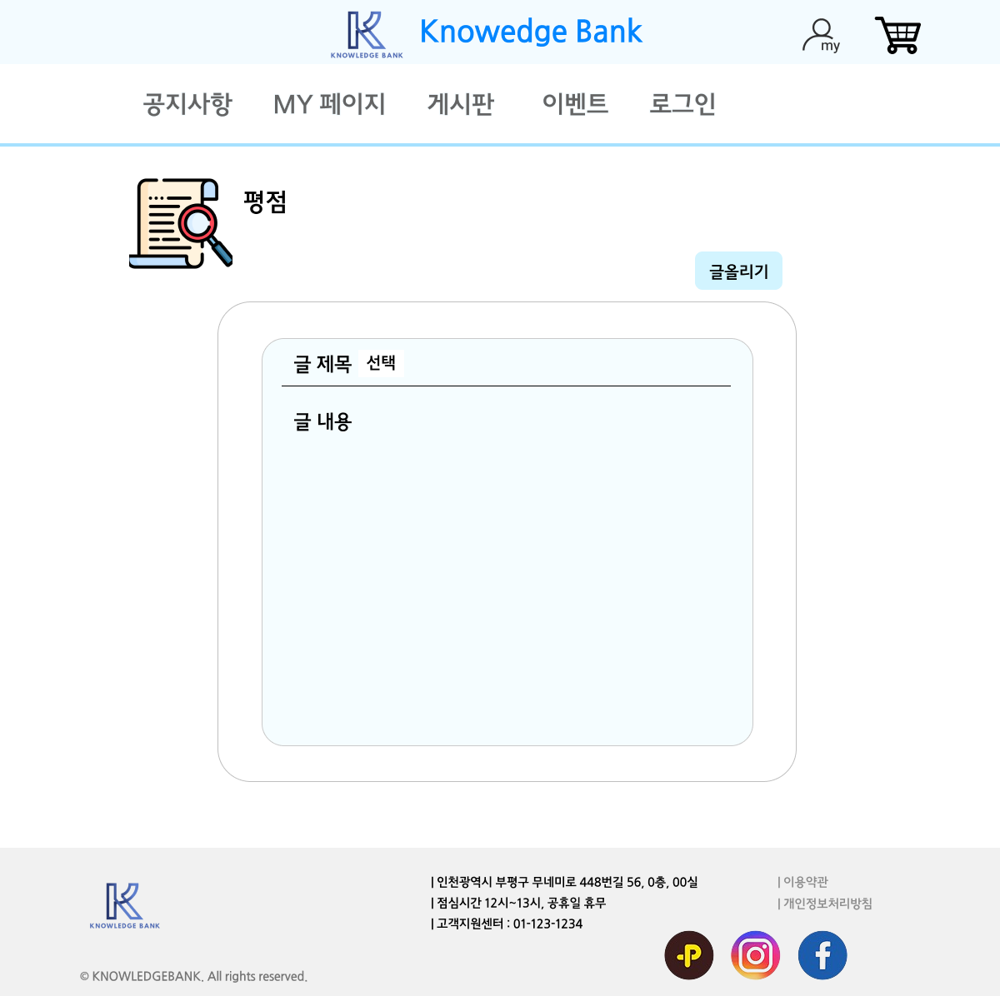 KNOWLEDGE BANK
Knowedge Bank
my
공지사항 MY 페이지 게시판 이벤트 로그인
평점
글올리기
글 제목 선택
글 내용
| 인천광역시 부평구 무네미로 448번길 56, 0층, 00실
| 점심시간 12시~13시, 공휴일 휴무
| 고객지원센터 : 01-123-1234
| 이용약관
| 개인정보처리방침
KNOWLEDGE BANK
© KNOWLEDGEBANK. All rights reserved.